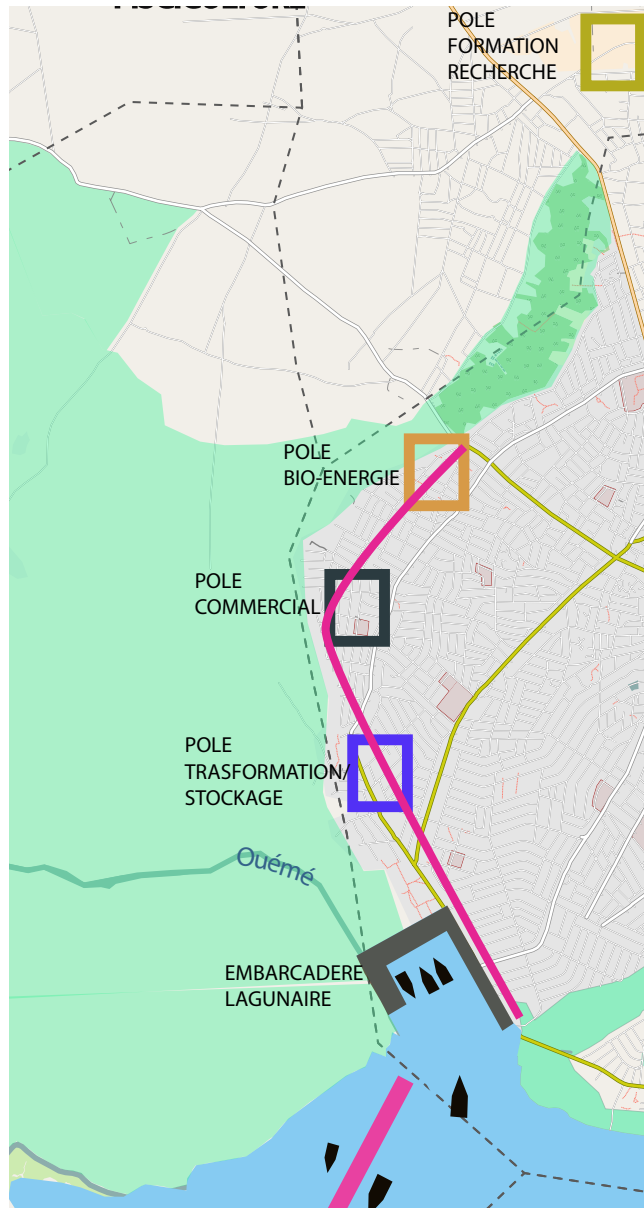 POLE
FORMATION
RECHERCHE
POLE
BIO-ENERGIE
POLE
COMMERCIAL
POLE
TRASFORMATION/
STOCKAGE
Ouémé
EMBARCADERE
LAGUNAIRE